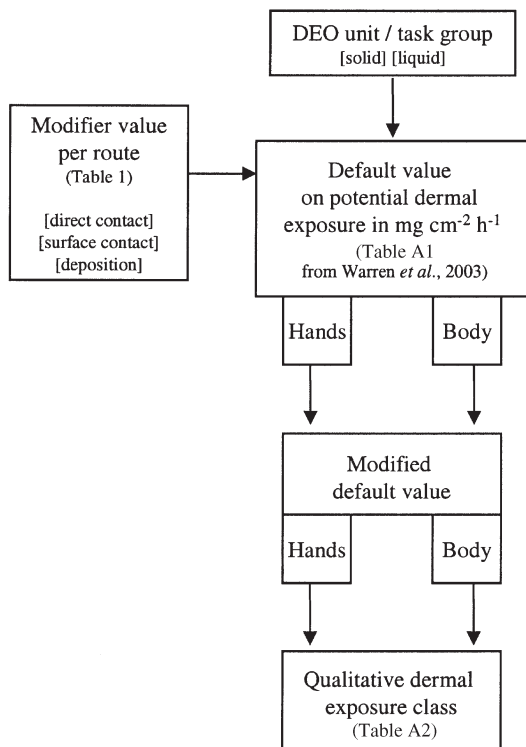 DEO unit / task group
[solid] [liquid]
Modifier value
per route
(Table 1)
[direct contact]
[surface contact]
[deposition]
Default value
on potential dermal
exposure in mg cm⁻² h⁻¹
(Table A1
from Warren et al., 2003)
Hands
Body
Modified
default value
Hands
Body
Qualitative dermal
exposure class
(Table A2)